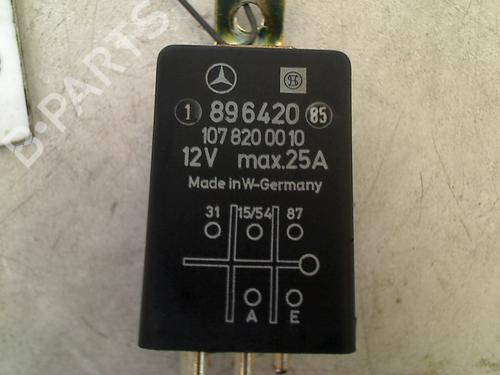 B-PARTS
1 896420 85
107 820 00 10
12V max.25A
Made in W-Germany
31 15/54 87
A E